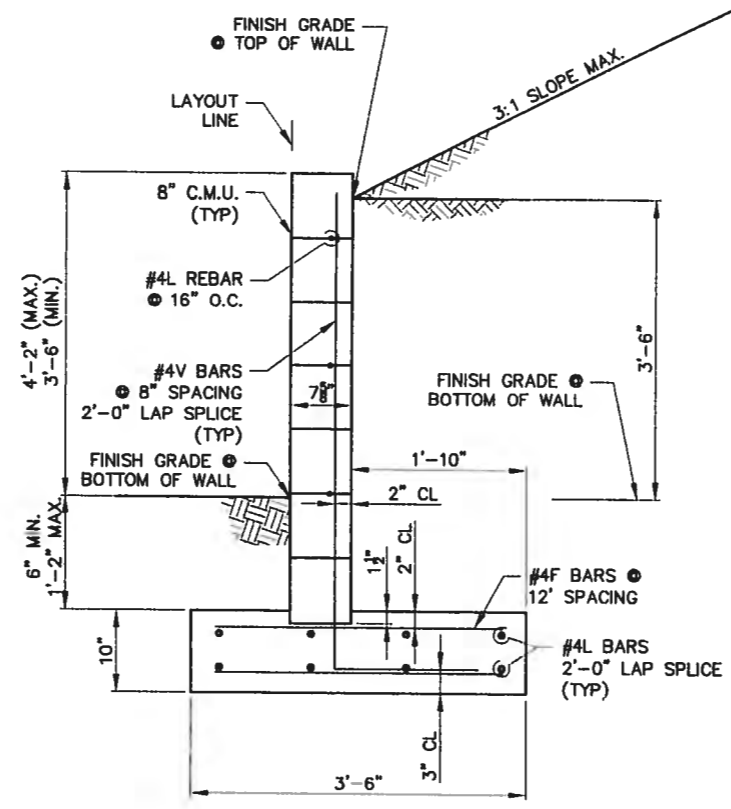 FINISH GRADE
@ TOP OF WALL
3:1 SLOPE MAX.
LAYOUT
LINE
8" C.M.U.
(TYP)
#4L REBAR
@ 16" O.C.
4'-2" (MAX.)
3'-6" (MIN.)
3'-6"
#4V BARS
@ 8" SPACING
2'-0" LAP SPLICE
(TYP)
7⅝"
FINISH GRADE @
BOTTOM OF WALL
FINISH GRADE @
BOTTOM OF WALL
1'-10"
2" CL
6" MIN.
1'-2" MAX.
1½"
2" CL
#4F BARS @
12' SPACING
10"
#4L BARS
2'-0" LAP SPLICE
(TYP)
3" CL
3'-6"